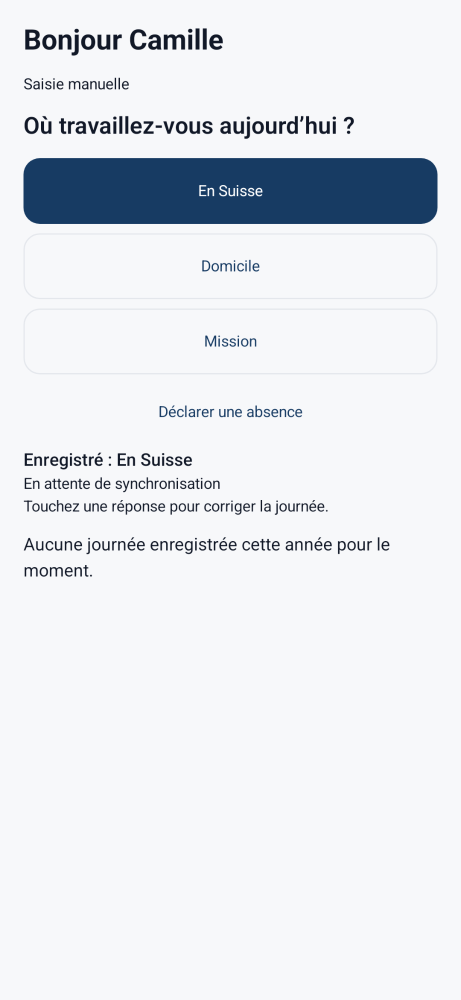 Bonjour Camille
Saisie manuelle
Où travaillez-vous aujourd’hui ?
En Suisse
Domicile
Mission
Déclarer une absence
Enregistré : En Suisse
En attente de synchronisation
Touchez une réponse pour corriger la journée.
Aucune journée enregistrée cette année pour le
moment.